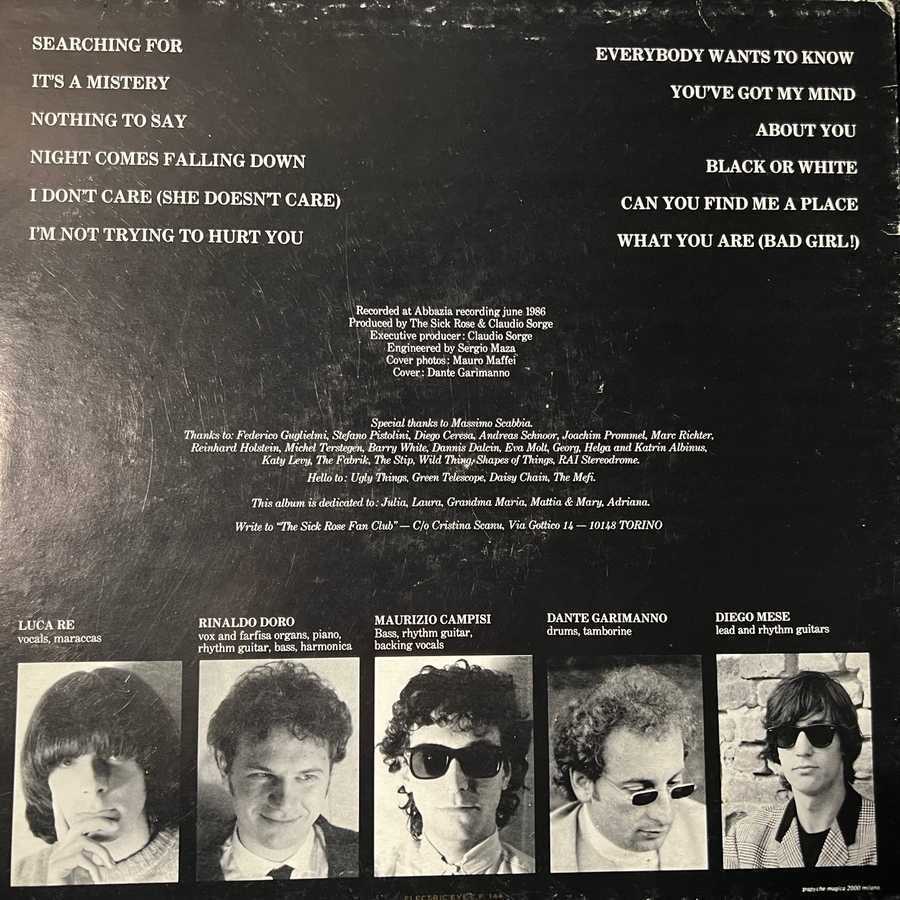 SEARCHING FOR
IT'S A MISTERY
NOTHING TO SAY
NIGHT COMES FALLING DOWN
I DON'T CARE (SHE DOESN'T CARE)
I'M NOT TRYING TO HURT YOU
EVERYBODY WANTS TO KNOW
YOU'VE GOT MY MIND
ABOUT YOU
BLACK OR WHITE
CAN YOU FIND ME A PLACE
WHAT YOU ARE (BAD GIRL!)
Recorded at Abbazia recording june 1986
Produced by The Sick Rose & Claudio Sorge
Executive producer: Claudio Sorge
Engineered by Sergio Maza
Cover photos: Mauro Maffei
Cover: Dante Garimanno
Special thanks to Massimo Scabbia.
Thanks to: Federico Guglielmi, Stefano Pistolini, Diego Ceresa, Andreas Schnoor, Joachim Prommel, Marc Richter,
Reinhard Holstein, Michel Terstegen, Barry White, Dannis Dalcin, Eva Molt, Georg, Helga and Katrin Albinus,
Katy Levy, The Fabrik, The Stip, Wild Thing, Shapes of Things, RAI Stereodrome.
Hello to: Ugly Things, Green Telescope, Daisy Chain, The Mefi.
This album is dedicated to: Julia, Laura, Grandma Maria, Mattia & Mary, Adriana.
Write to "The Sick Rose Fan Club" — C/o Cristina Scanu, Via Gottico 14 — 10148 TORINO
LUCA RE
vocals, maraccas
RINALDO DORO
vox and farfisa organs, piano,
rhythm guitar, bass, harmonica
MAURIZIO CAMPISI
Bass, rhythm guitar,
backing vocals
DANTE GARIMANNO
drums, tamborine
DIEGO MESE
lead and rhythm guitars
magica 2000 milano
ELECTRIC EYE